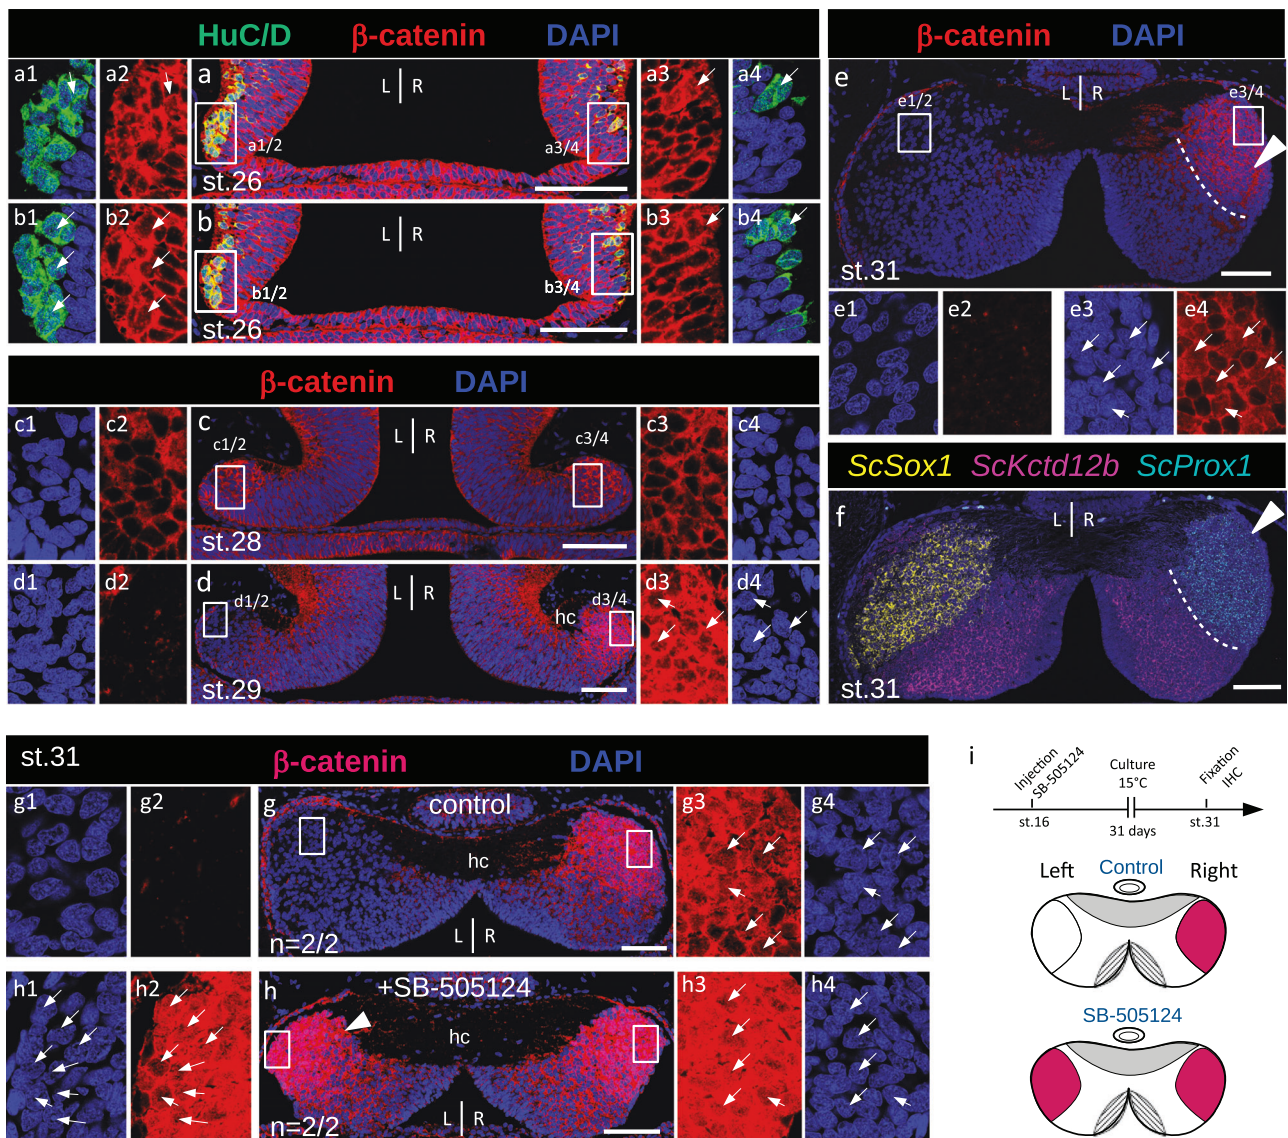 HuC/D β-catenin DAPI
a1 a2 a L R a3 a4
a1/2 a3/4
st.26
b1 b2 b L R b3 b4
b1/2 b3/4
st.26
β-catenin DAPI
c1 c2 c L R c3 c4
c1/2 c3/4
st.28
d1 d2 d L R d3 d4
d1/2 hc d3/4
st.29
β-catenin DAPI
e L R
e1/2 e3/4
st.31
e1 e2 e3 e4
ScSox1 ScKctd12b ScProx1
f L R
st.31
st.31 β-catenin DAPI
g1 g2 g control g3 g4
hc
L R
n=2/2
h1 h2 h +SB-505124 h3 h4
hc
L R
n=2/2
i
Injection
SB-505124
Culture
15°C
Fixation
IHC
st.16 31 days st.31
Control
Left Right
SB-505124